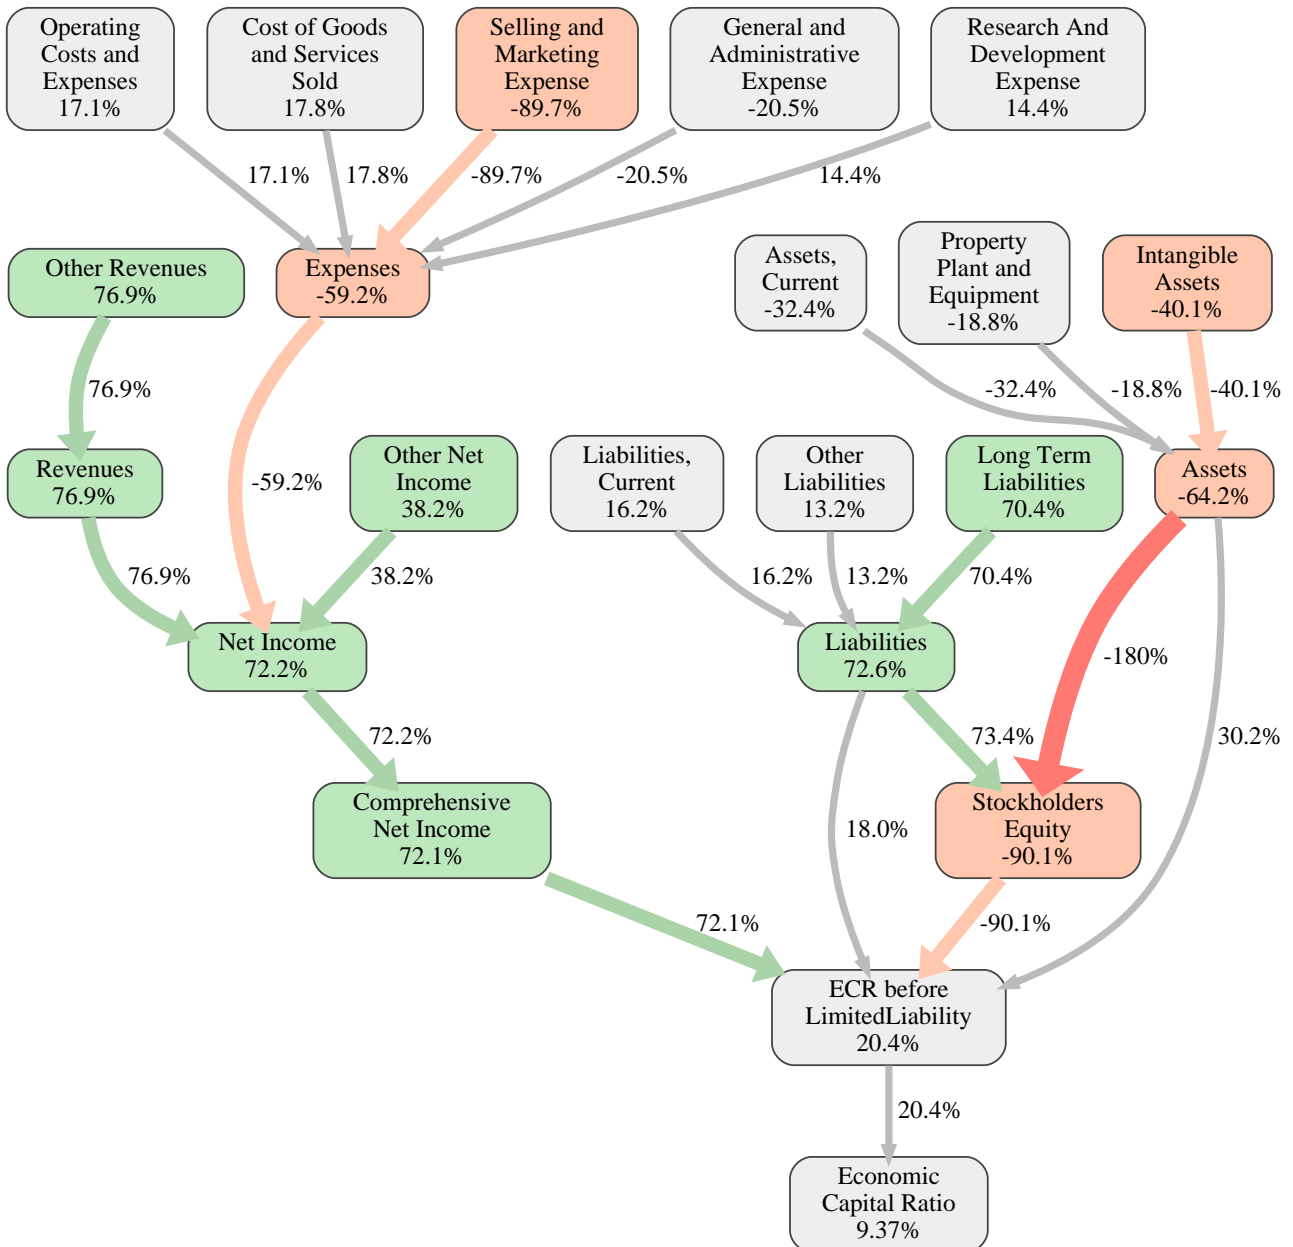 Operating
Costs and
Expenses
17.1%
Cost of Goods
and Services
Sold
17.8%
Selling and
Marketing
Expense
-89.7%
General and
Administrative
Expense
-20.5%
Research And
Development
Expense
14.4%
17.1%
17.8%
-89.7%
-20.5%
14.4%
Other Revenues
76.9%
Expenses
-59.2%
Assets,
Current
-32.4%
Property
Plant and
Equipment
-18.8%
Intangible
Assets
-40.1%
76.9%
-32.4%
-18.8%
-40.1%
Revenues
76.9%
-59.2%
Other Net
Income
38.2%
Liabilities,
Current
16.2%
Other
Liabilities
13.2%
Long Term
Liabilities
70.4%
Assets
-64.2%
76.9%
38.2%
16.2%
13.2%
70.4%
Net Income
72.2%
Liabilities
72.6%
-180%
72.2%
73.4%
30.2%
Comprehensive
Net Income
72.1%
18.0%
Stockholders
Equity
-90.1%
72.1%
-90.1%
ECR before
LimitedLiability
20.4%
20.4%
Economic
Capital Ratio
9.37%